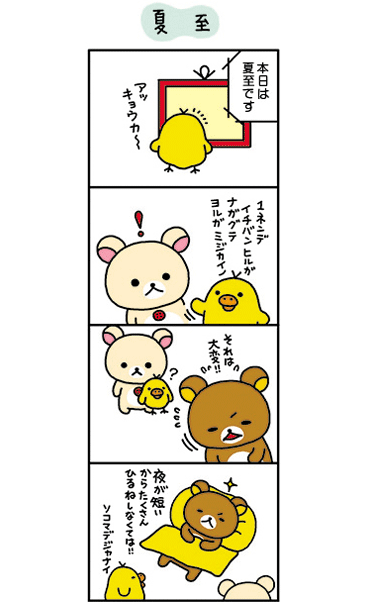 夏至
本日は
夏至です
アッ
キョウカ〜
1ネンデ
イチバンヒルガ
ナガグテ
ヨルガミジカイン
!
それは
大変!!
?
夜が短い
からたくさん
ひるねしなくては!!
ソコマデジャナイ